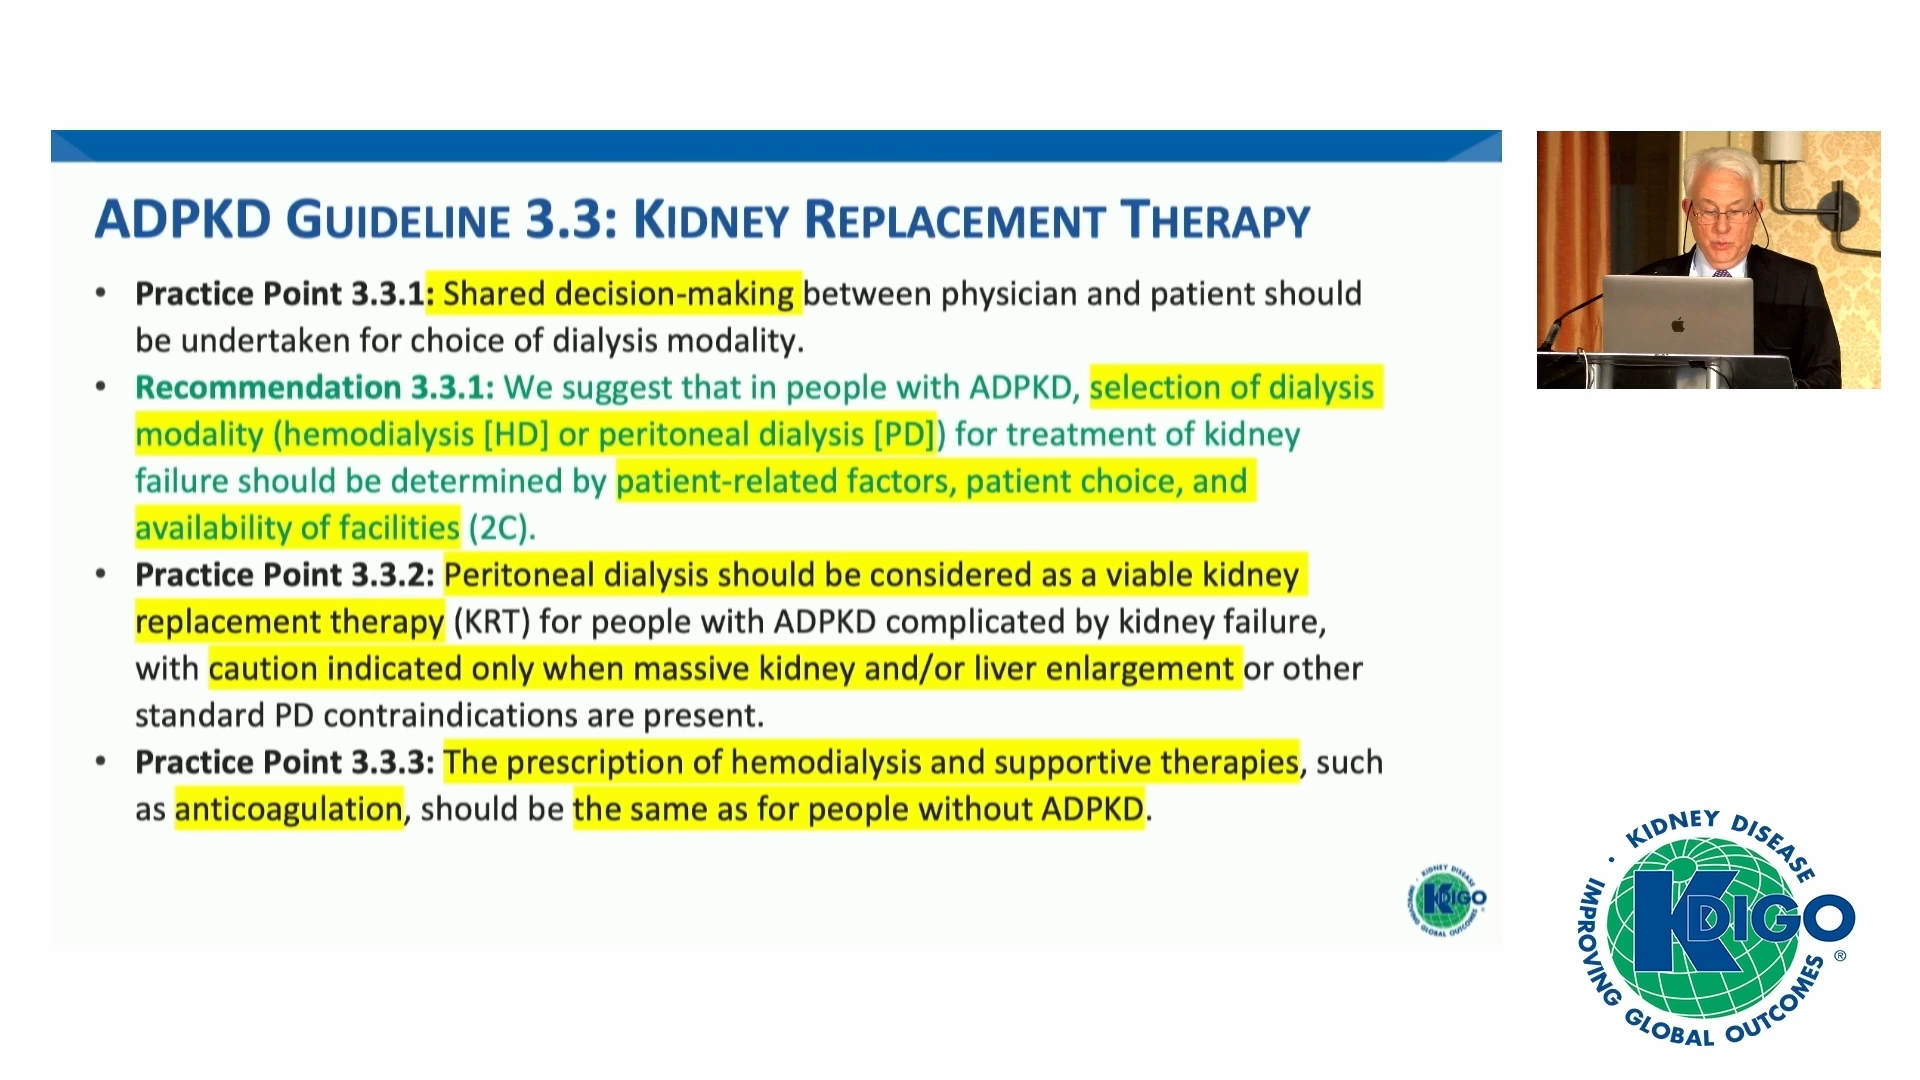 ADPKD GUIDELINE 3.3: KIDNEY REPLACEMENT THERAPY
• Practice Point 3.3.1: Shared decision-making between physician and patient should
be undertaken for choice of dialysis modality.
• Recommendation 3.3.1: We suggest that in people with ADPKD, selection of dialysis
modality (hemodialysis [HD] or peritoneal dialysis [PD]) for treatment of kidney
failure should be determined by patient-related factors, patient choice, and
availability of facilities (2C).
• Practice Point 3.3.2: Peritoneal dialysis should be considered as a viable kidney
replacement therapy (KRT) for people with ADPKD complicated by kidney failure,
with caution indicated only when massive kidney and/or liver enlargement or other
standard PD contraindications are present.
• Practice Point 3.3.3: The prescription of hemodialysis and supportive therapies, such
as anticoagulation, should be the same as for people without ADPKD.
KIDNEY DISEASE
KDIGO
IMPROVING GLOBAL OUTCOMES
· KIDNEY DISEASE
KDIGO
®
IMPROVING GLOBAL OUTCOMES